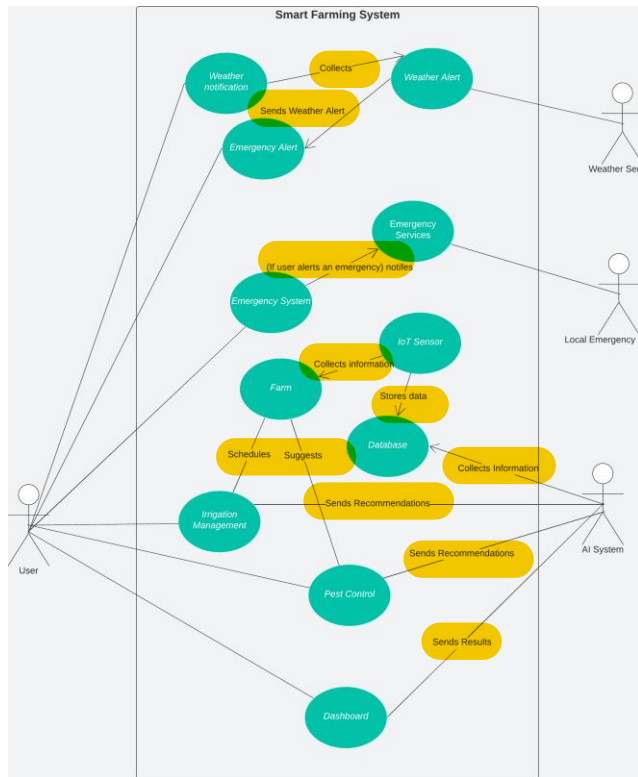 Smart Farming System
Weather
notification
Collects
Weather Alert
Sends Weather Alert
Emergency Alert
Weather Ser
Emergency
Services
(If user alerts an emergency) notifes
Emergency System
Local Emergency
IoT Sensor
Collects information
Farm
Stores data
Database
Schedules
Suggests
Collects Information
Irrigation
Management
Sends Recommendations
AI System
User
Sends Recommendations
Pest Control
Sends Results
Dashboard